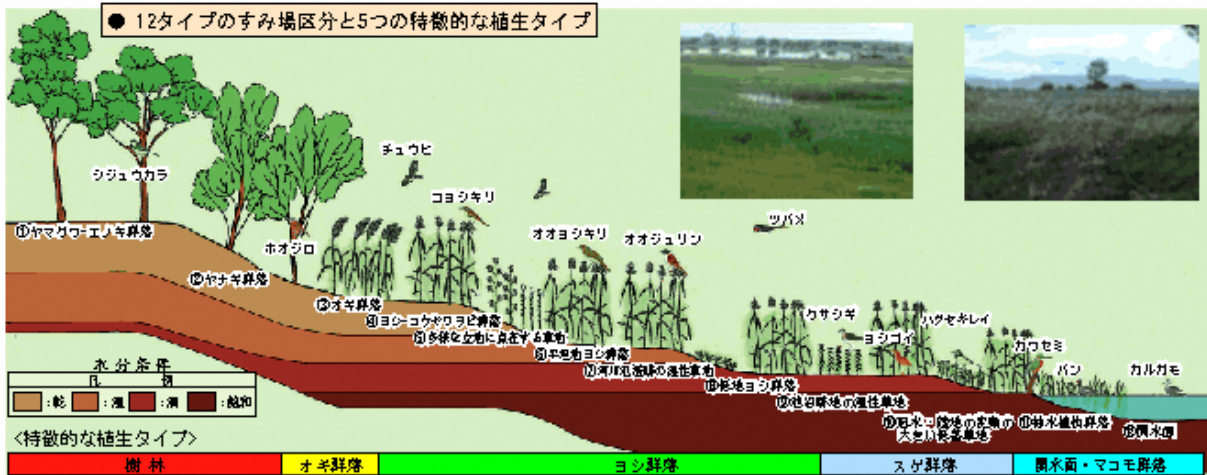 ● 12タイプのすみ場区分と5つの特徴的な植生タイプ
シジュウカラ
チュウヒ
コヨシキリ
ホオジロ
オオヨシキリ
オオジュリン
ツバメ
クサシギ
ヨシゴイ
ハクセキレイ
カワセミ
バン
カルガモ
①ヤマグワーエノキ群落
②ヤナギ群落
③オギ群落
④ヨシーコウヤワラビ群落
⑤多様な立地に点在する草地
⑥平坦地ヨシ群落
⑦河川氾濫跡の湿性草地
⑧低地ヨシ群落
⑨池沼跡地の湿性草地
大きい低茎草地
⑪抽水植物群落
⑫開水面
水分条件
凡例
:乾
:湿
:潤
:飽和
<特徴的な植生タイプ>
樹林
オギ群落
ヨシ群落
スゲ群落
開水面・マコモ群落